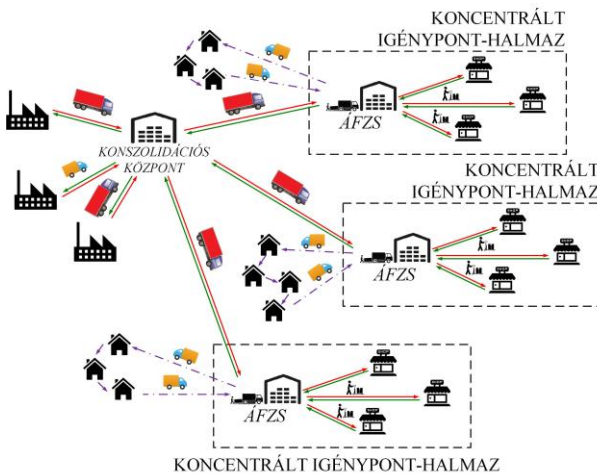 KONCENTRÁLT
IGÉNYPONT-HALMAZ
ÁFZS
KONSZOLIDÁCIÓS
KÖZPONT
KONCENTRÁLT
IGÉNYPONT-HALMAZ
ÁFZS
ÁFZS
KONCENTRÁLT IGÉNYPONT-HALMAZ